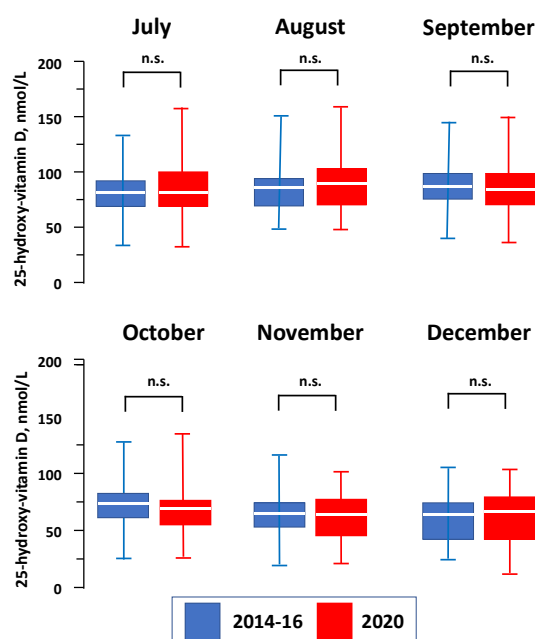 July August September
n.s. n.s. n.s.
25-hydroxy-vitamin D, nmol/L
200
150
100
75
50
0
October November December
n.s. n.s. n.s.
25-hydroxy-vitamin D, nmol/L
200
150
100
50
0
2014-16 2020